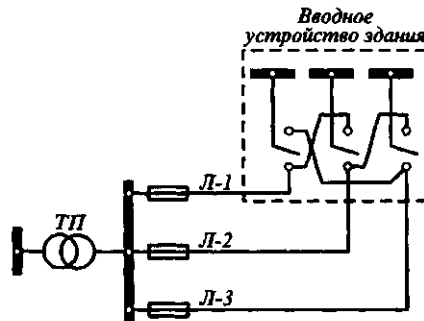 Вводное
устройство здания
ТП
Л-1
Л-2
Л-3